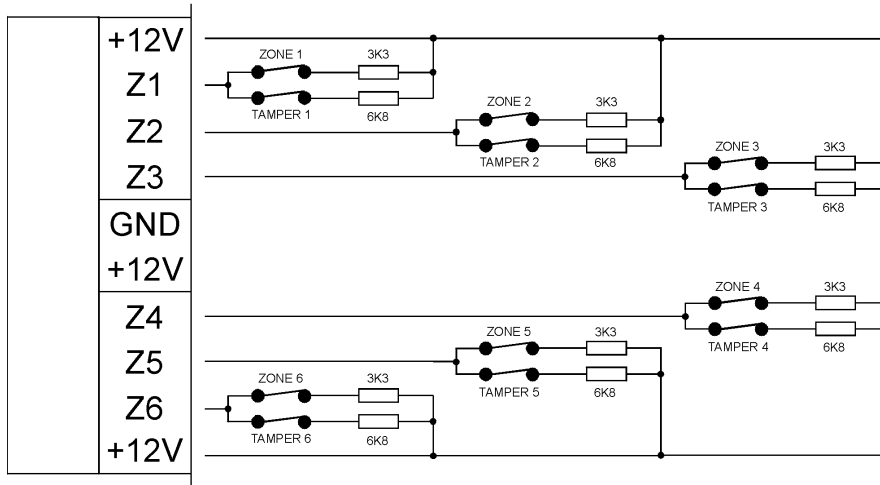 +12V
Z1
Z2
Z3
GND
+12V
Z4
Z5
Z6
+12V
ZONE 1 3K3
TAMPER 1 6K8
ZONE 2 3K3
TAMPER 2 6K8
ZONE 3 3K3
TAMPER 3 6K8
ZONE 4 3K3
TAMPER 4 6K8
ZONE 5 3K3
TAMPER 5 6K8
ZONE 6 3K3
TAMPER 6 6K8